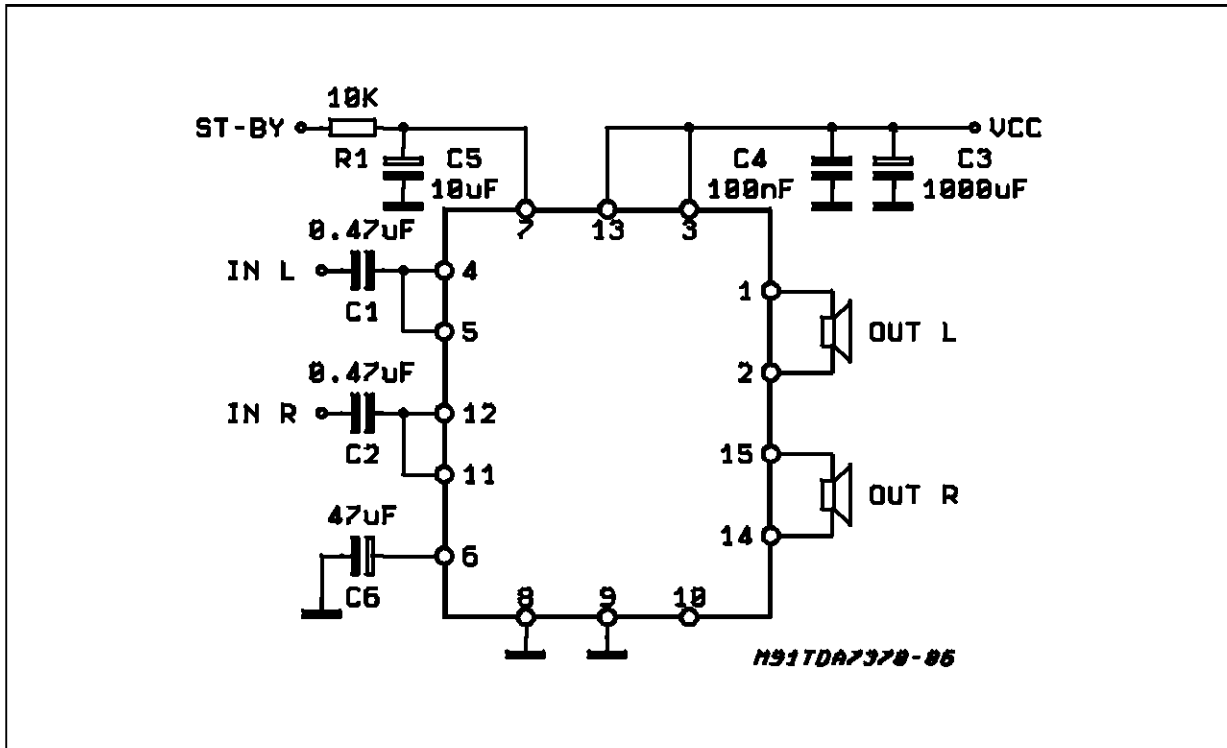 10K
ST-BY
R1
C5
10uF
VCC
C4
100nF
C3
1000uF
7
13
3
0.47uF
IN L
C1
4
5
1
2
OUT L
0.47uF
IN R
C2
12
11
15
14
OUT R
47uF
C6
6
8
9
10
M91TDA7370-06